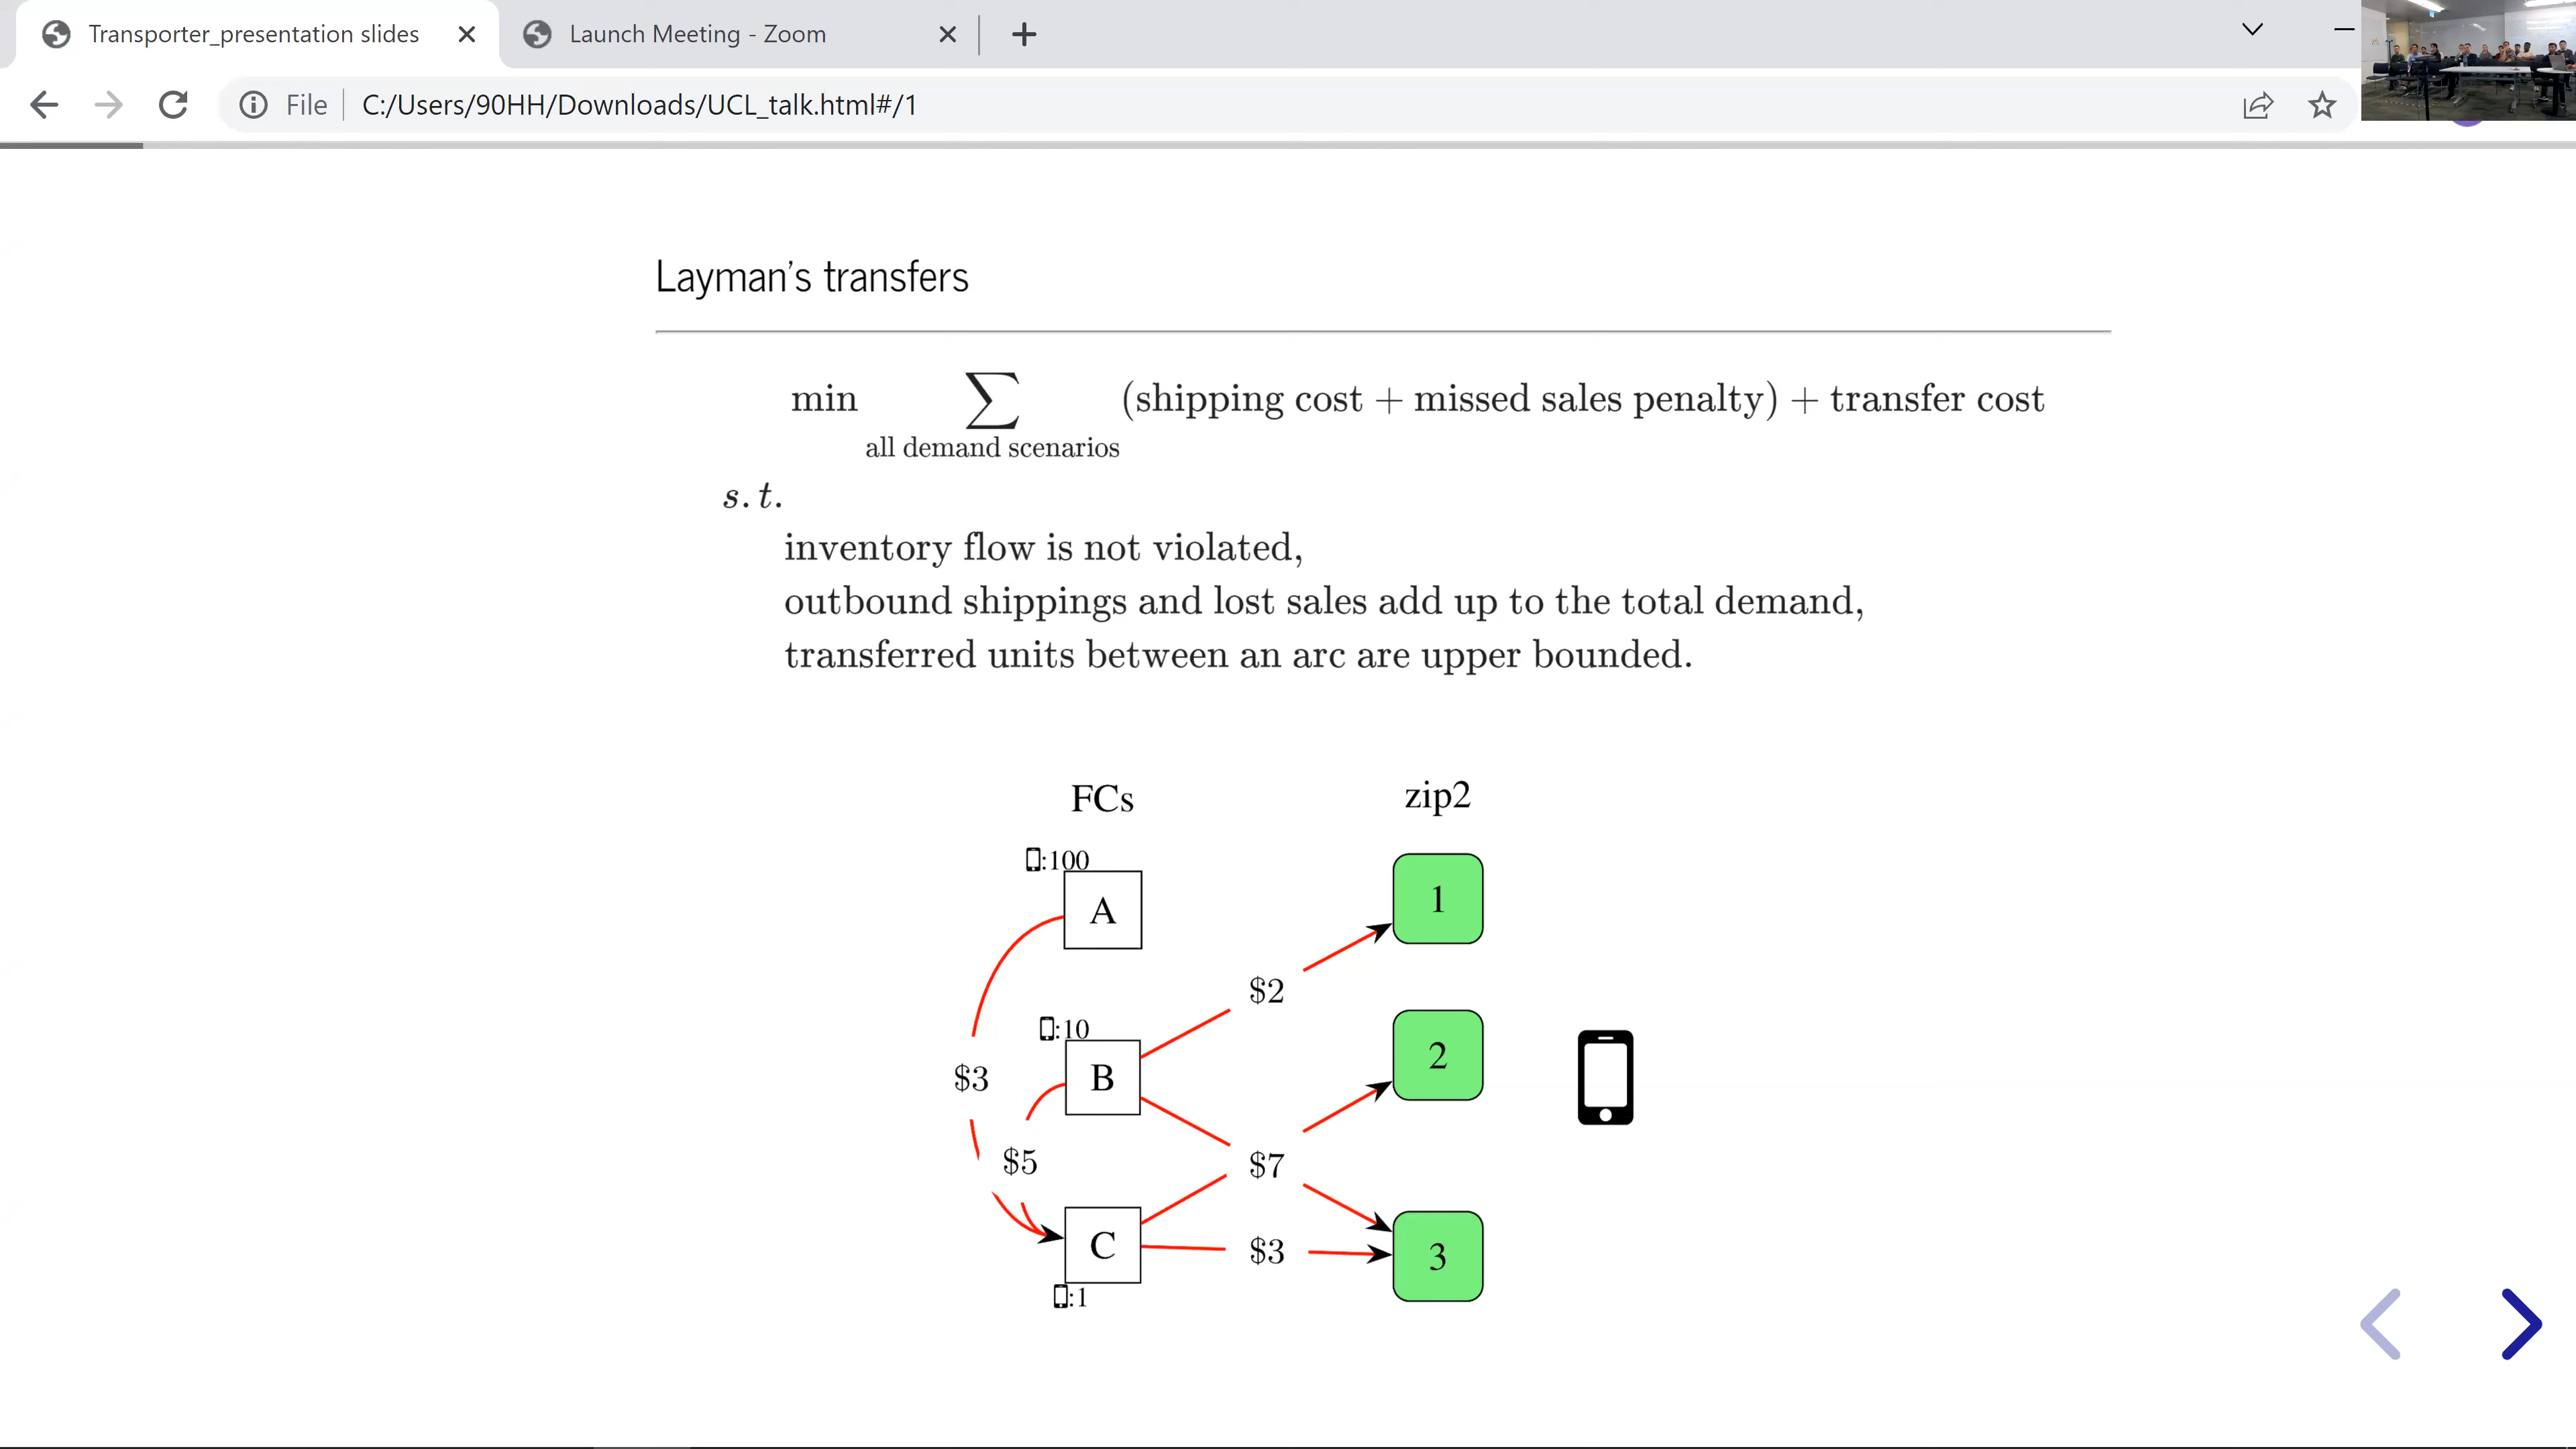 Transporter_presentation slides
Launch Meeting - Zoom
File
C:/Users/90HH/Downloads/UCL_talk.html#/1
Layman's transfers
min ∑ (shipping cost + missed sales penalty) + transfer cost
all demand scenarios
s.t.
inventory flow is not violated,
outbound shippings and lost sales add up to the total demand,
transferred units between an arc are upper bounded.
FCs
zip2
:100
A
1
$2
:10
B
2
$3
$5
$7
C
$3
3
:1